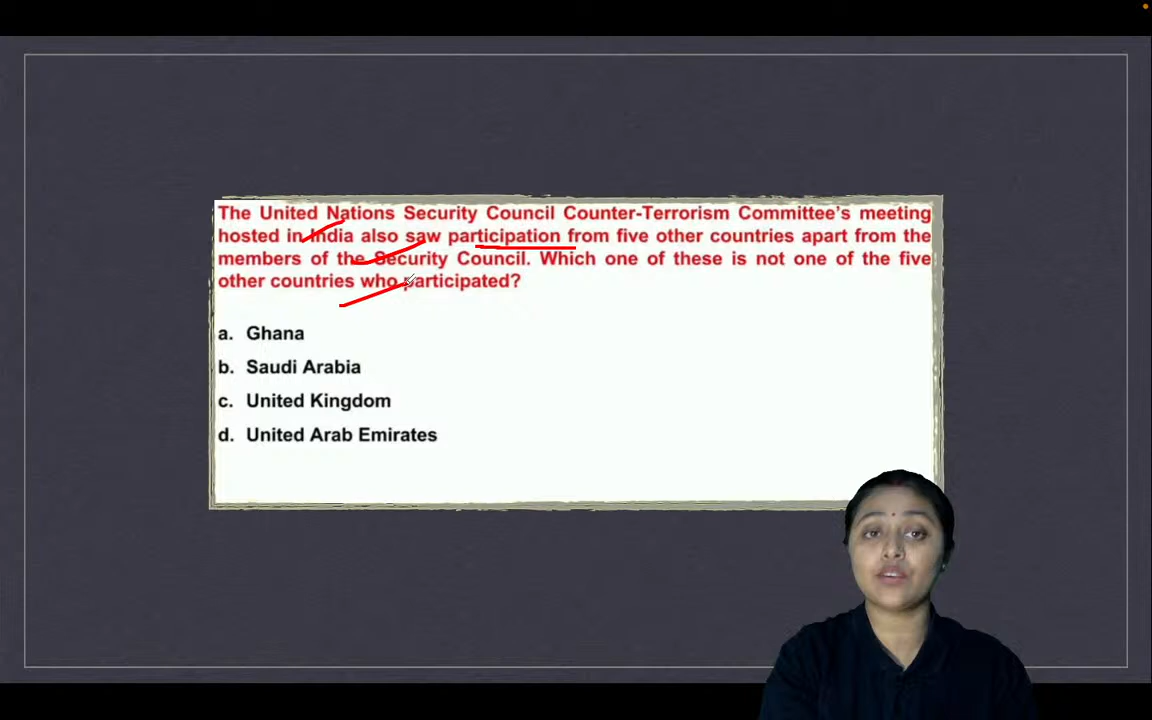 The United Nations Security Council Counter-Terrorism Committee's meeting
hosted in India also saw participation from five other countries apart from the
members of the Security Council. Which one of these is not one of the five
other countries who participated?
a. Ghana
b. Saudi Arabia
c. United Kingdom
d. United Arab Emirates